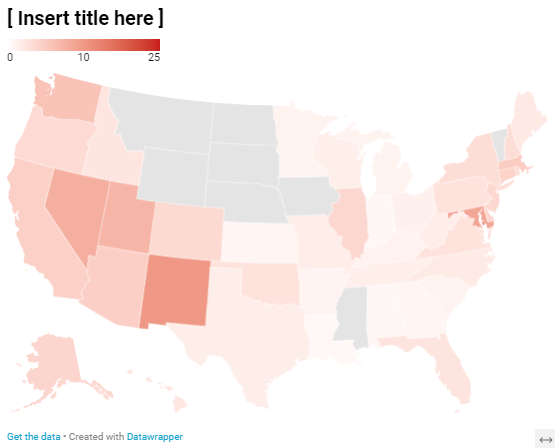 [ Insert title here ]
0 10 25
Get the data • Created with Datawrapper